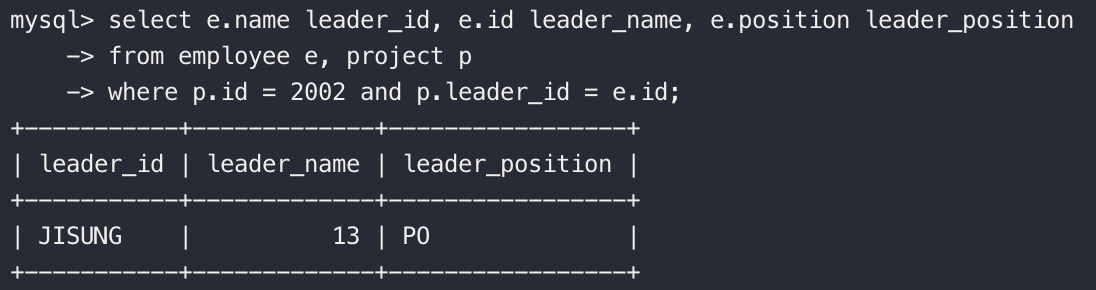 mysql> select e.name leader_id, e.id leader_name, e.position leader_position
    -> from employee e, project p
    -> where p.id = 2002 and p.leader_id = e.id;
+-----------+-------------+-----------------+
| leader_id | leader_name | leader_position |
+-----------+-------------+-----------------+
| JISUNG    |          13 | PO              |
+-----------+-------------+-----------------+